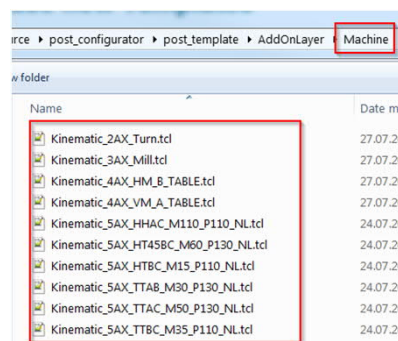 rce ▸ post_configurator ▸ post_template ▸ AddOnLayer ▸ Machine
v folder
Name Date m
Kinematic_2AX_Turn.tcl 27.07.2
Kinematic_3AX_Mill.tcl 27.07.2
Kinematic_4AX_HM_B_TABLE.tcl 27.07.2
Kinematic_4AX_VM_A_TABLE.tcl 27.07.2
Kinematic_5AX_HHAC_M110_P110_NL.tcl 24.07.2
Kinematic_5AX_HT45BC_M60_P130_NL.tcl 24.07.2
Kinematic_5AX_HTBC_M15_P110_NL.tcl 24.07.2
Kinematic_5AX_TTAB_M30_P130_NL.tcl 24.07.2
Kinematic_5AX_TTAC_M50_P130_NL.tcl 24.07.2
Kinematic_5AX_TTBC_M35_P110_NL.tcl 24.07.2